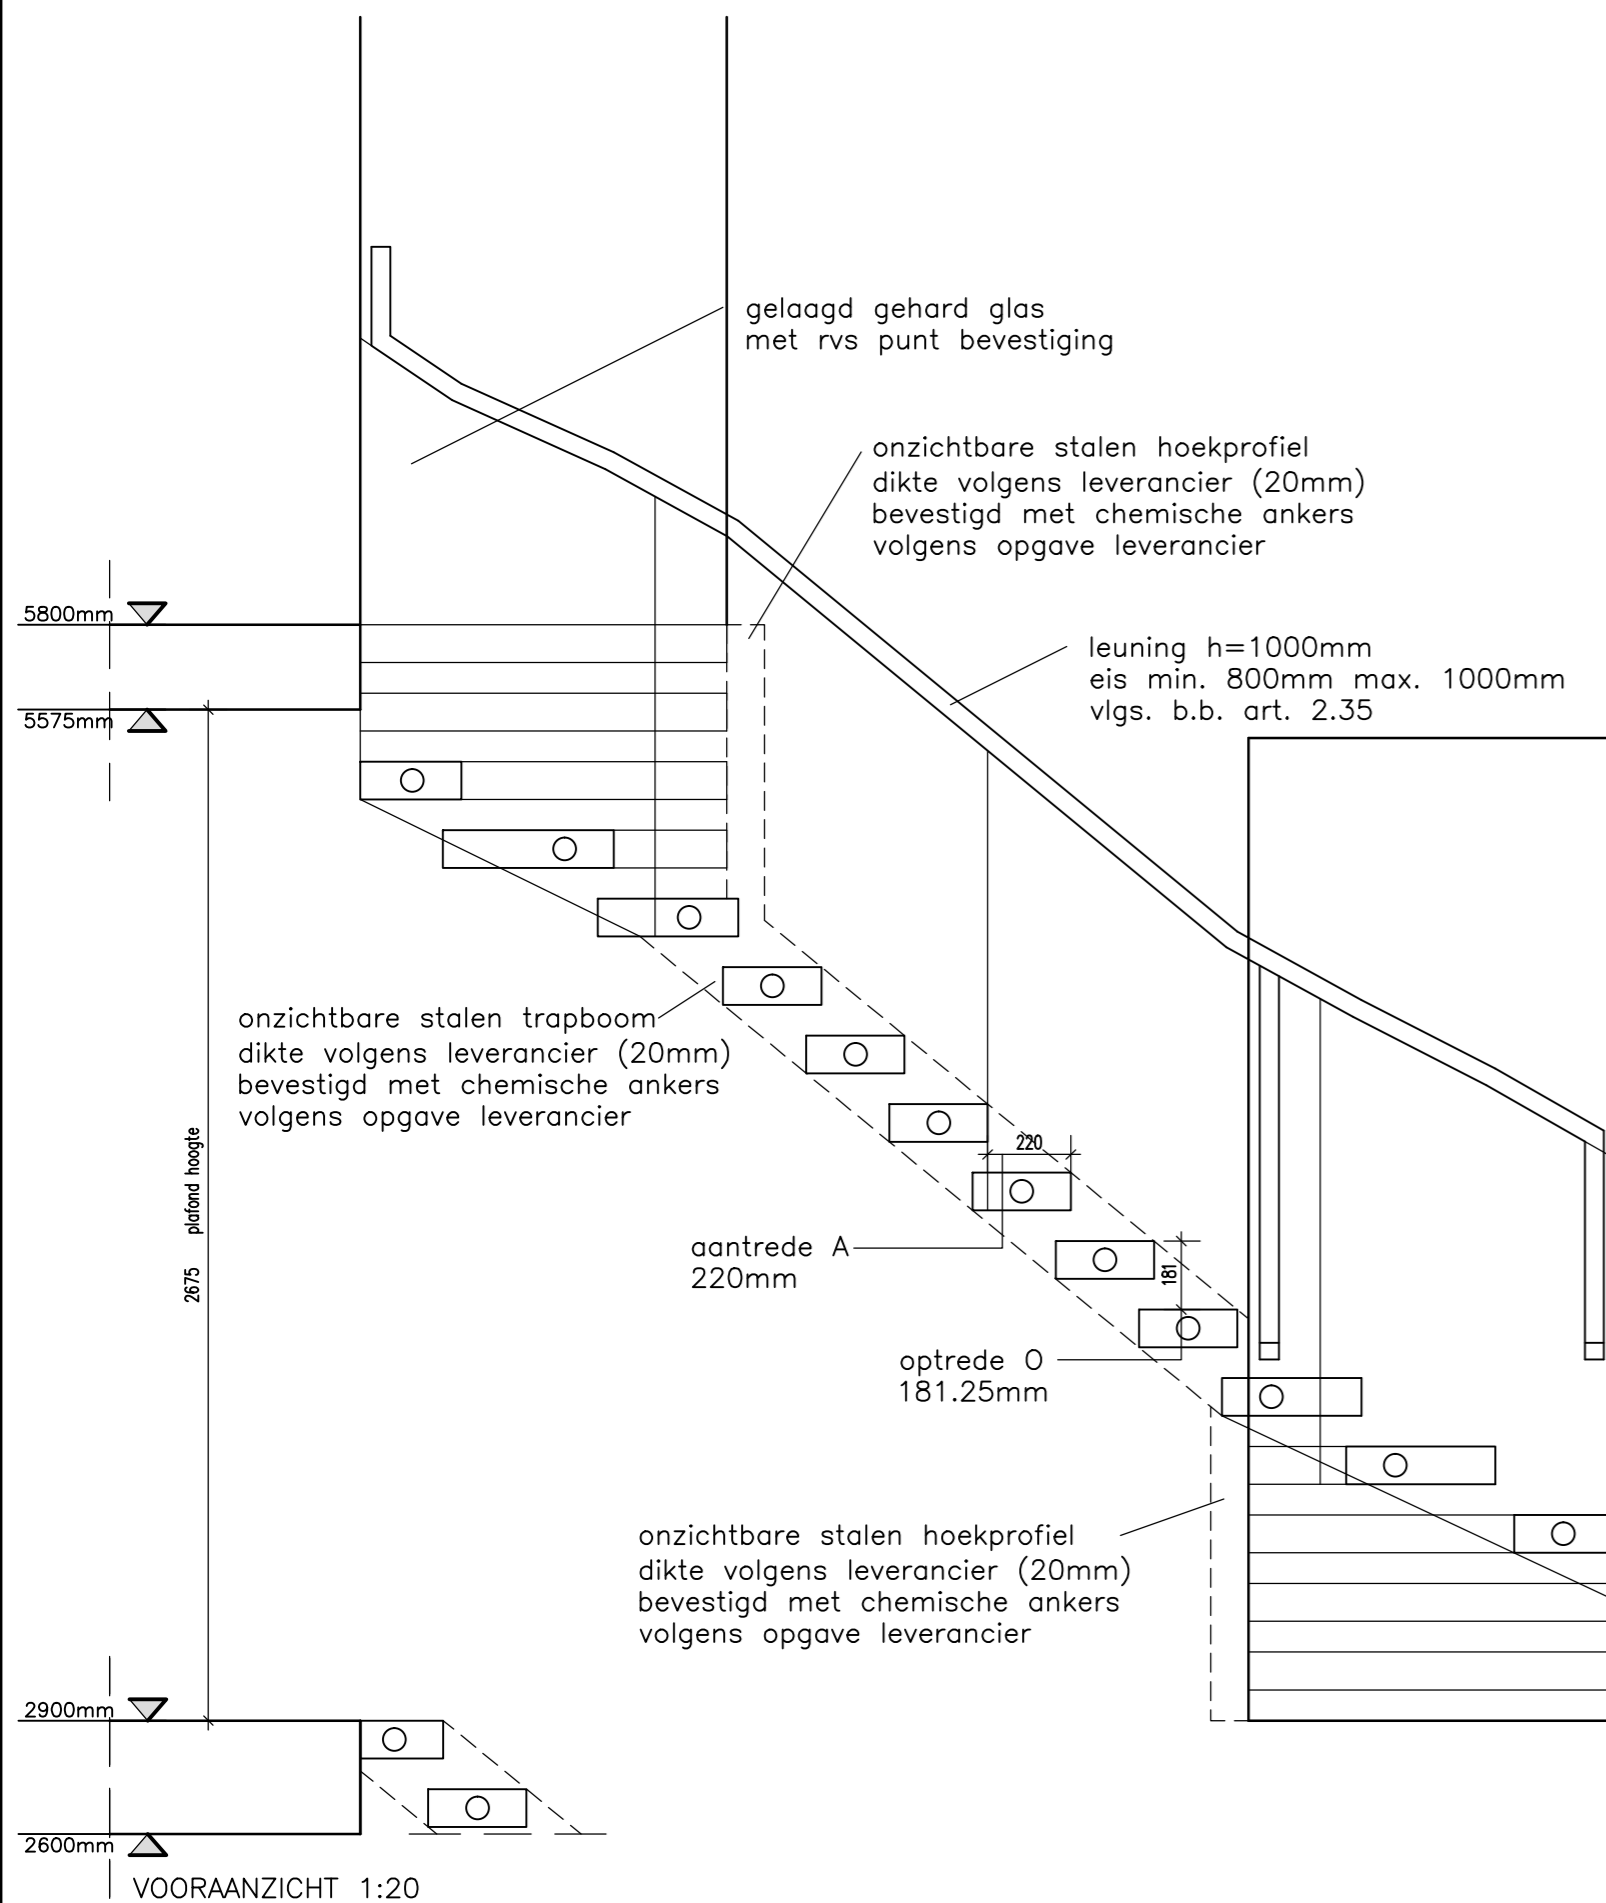 gelaagd gehard glas
met rvs punt bevestiging
onzichtbare stalen hoekprofiel
dikte volgens leverancier (20mm)
bevestigd met chemische ankers
volgens opgave leverancier
5800mm
leuning h=1000mm
eis min. 800mm max. 1000mm
vlgs. b.b. art. 2.35
5575mm
onzichtbare stalen trapboom
dikte volgens leverancier (20mm)
bevestigd met chemische ankers
volgens opgave leverancier
2675 plafond hoogte
220
aantrede A
220mm
181
optrede O
181.25mm
onzichtbare stalen hoekprofiel
dikte volgens leverancier (20mm)
bevestigd met chemische ankers
volgens opgave leverancier
2900mm
2600mm
VOORAANZICHT 1:20